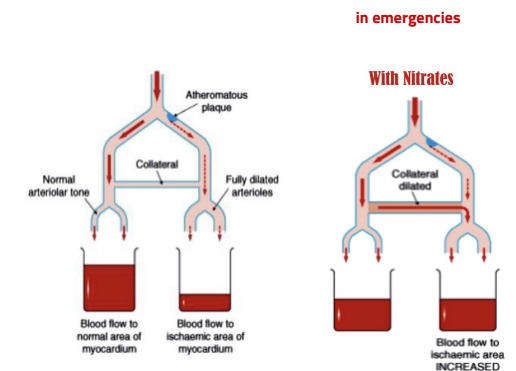 in emergencies
With Nitrates
Atheromatous
plaque
Collateral
Normal
arteriolar tone
Fully dilated
arterioles
Blood flow to
normal area of
myocardium
Blood flow to
ischaemic area of
myocardium
Collateral
dilated
Blood flow to
ischaemic area
INCREASED